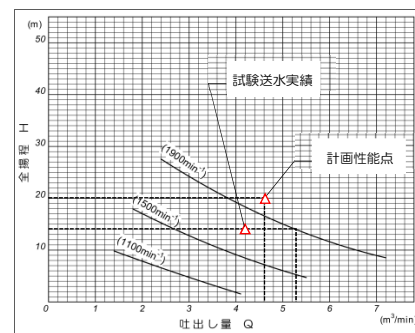 (m)
50
40
30
20
10
全揚程 H
試験送水実績
計画性能点
(1900min⁻¹)
(1500min⁻¹)
(1100min⁻¹)
0 1 2 3 4 5 6 7 (m³/min)
吐出し量 Q